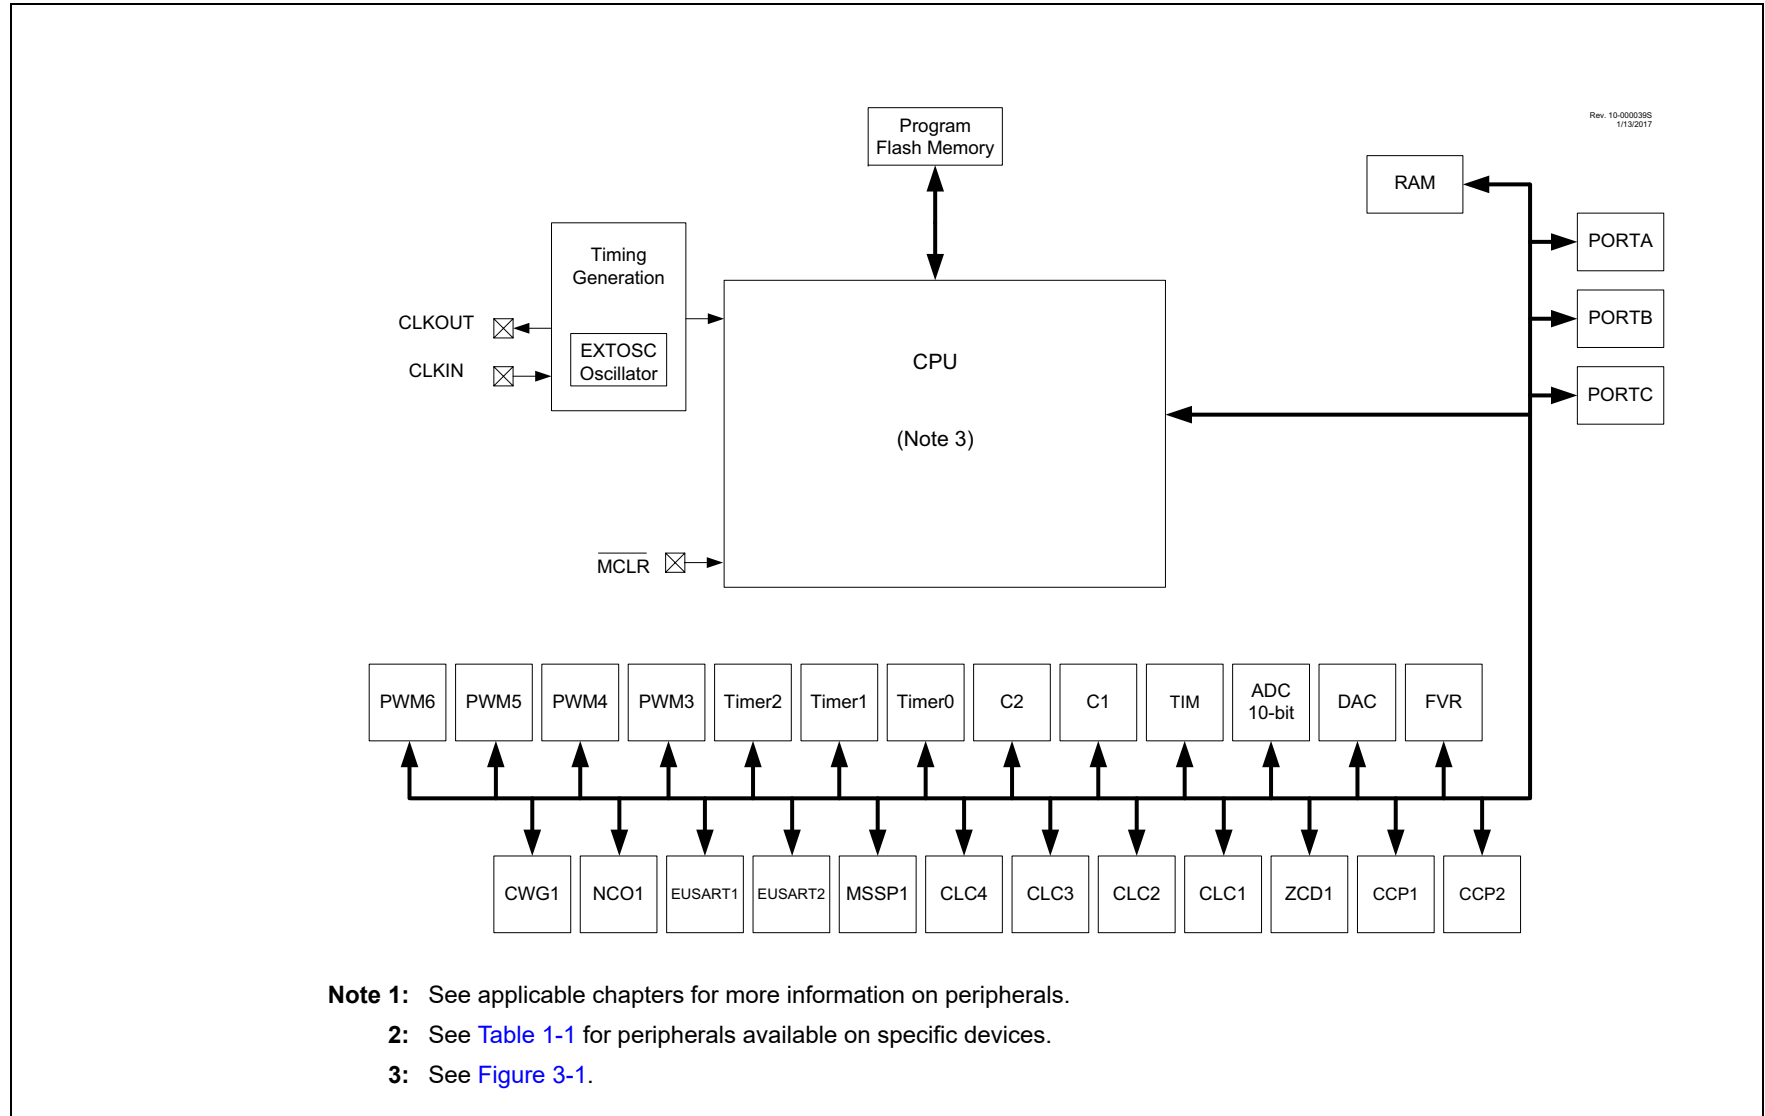 Rev. 10-000039S
1/13/2017
Program
Flash Memory
RAM
PORTA
PORTB
PORTC
Timing
Generation
CLKOUT
CLKIN
EXTOSC
Oscillator
CPU
(Note 3)
MCLR
PWM6
PWM5
PWM4
PWM3
Timer2
Timer1
Timer0
C2
C1
TIM
ADC
10-bit
DAC
FVR
CWG1
NCO1
EUSART1
EUSART2
MSSP1
CLC4
CLC3
CLC2
CLC1
ZCD1
CCP1
CCP2
Note 1: See applicable chapters for more information on peripherals.
2: See Table 1-1 for peripherals available on specific devices.
3: See Figure 3-1.